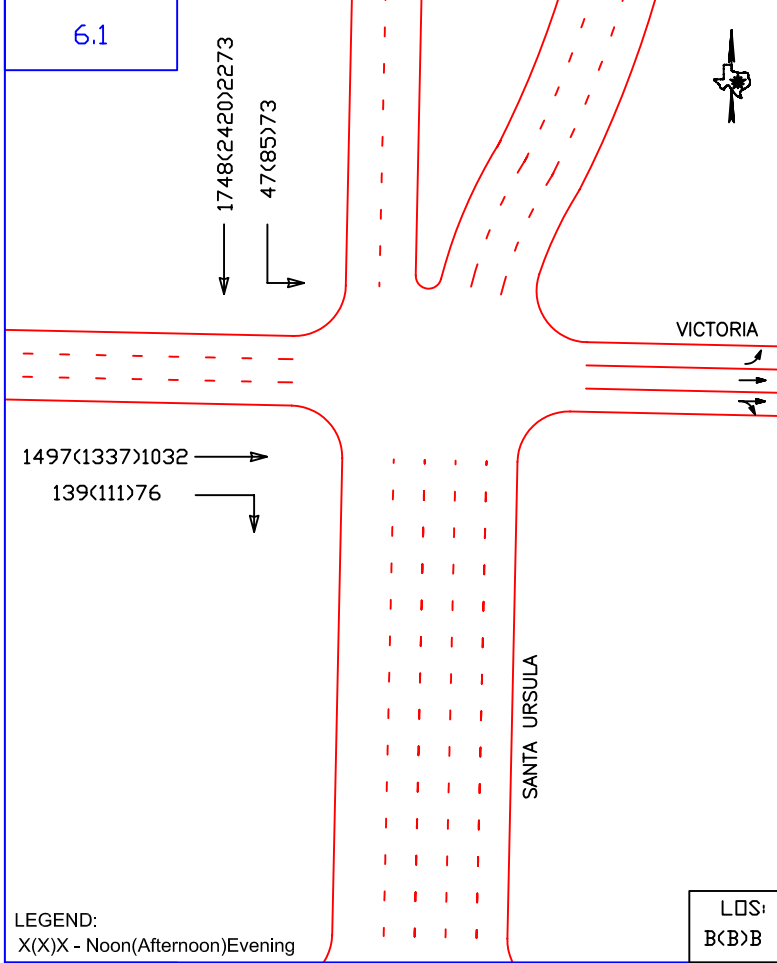 6.1
1748(2420)2273
47(85)73
VICTORIA
1497(1337)1032
139(111)76
SANTA URSULA
LEGEND:
X(X)X - Noon(Afternoon)Evening
LOS:
B(B)B